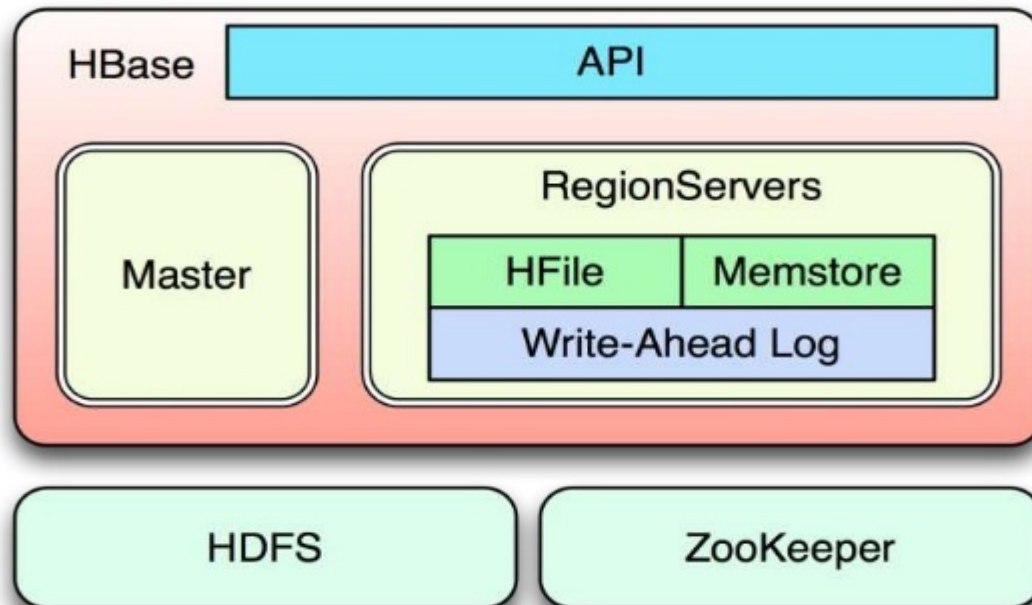 HBase
API
Master
RegionServers
HFile
Memstore
Write-Ahead Log
HDFS
ZooKeeper